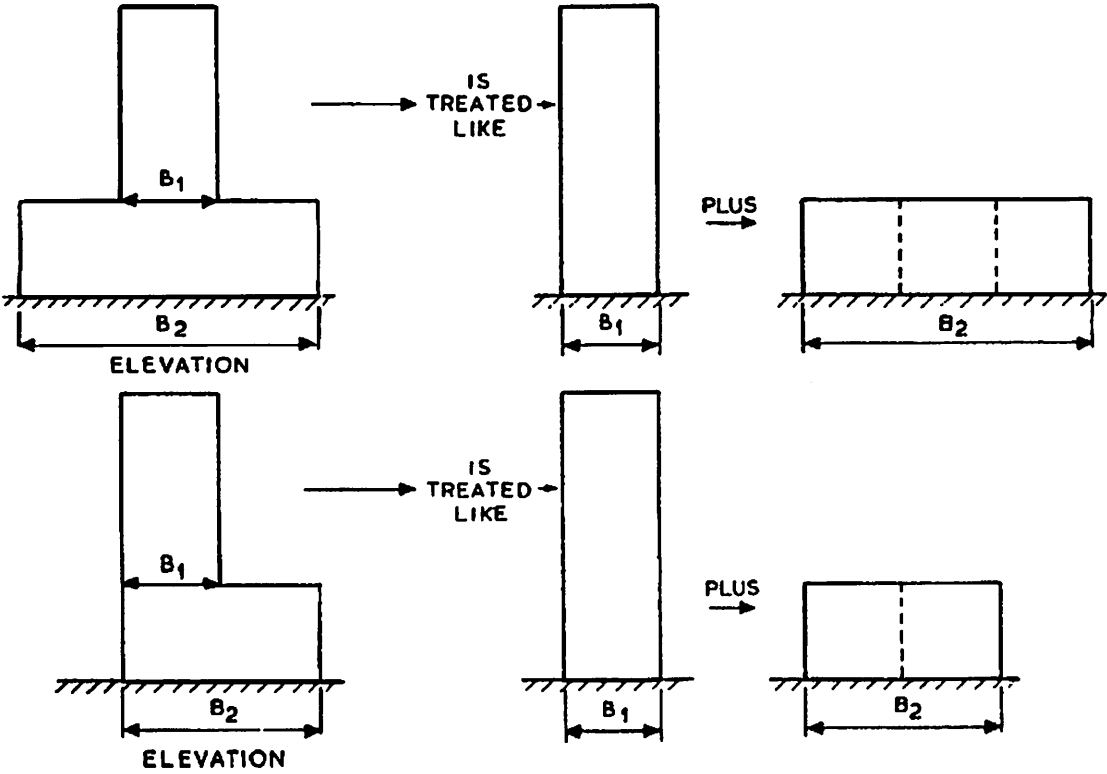 B1
B2
ELEVATION
IS
TREATED
LIKE
B1
PLUS
B2
B1
B2
ELEVATION
IS
TREATED
LIKE
B1
PLUS
B2